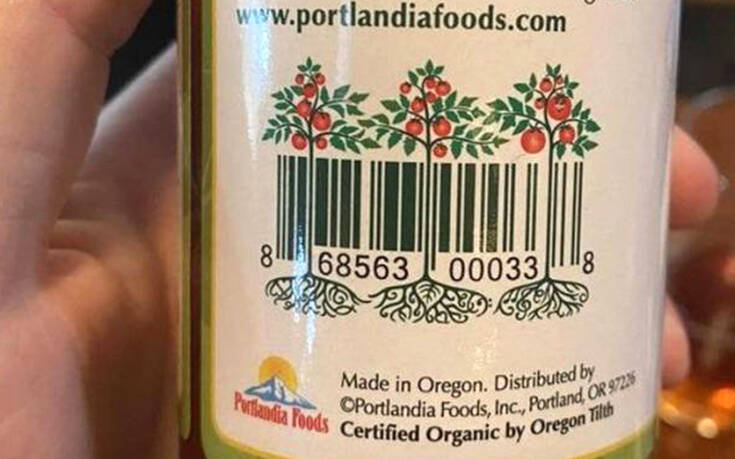 www.portlandiafoods.com
8 68563 00033 8
Portlandia Foods
Made in Oregon. Distributed by
©Portlandia Foods, Inc., Portland, OR 97226
Certified Organic by Oregon Tilth